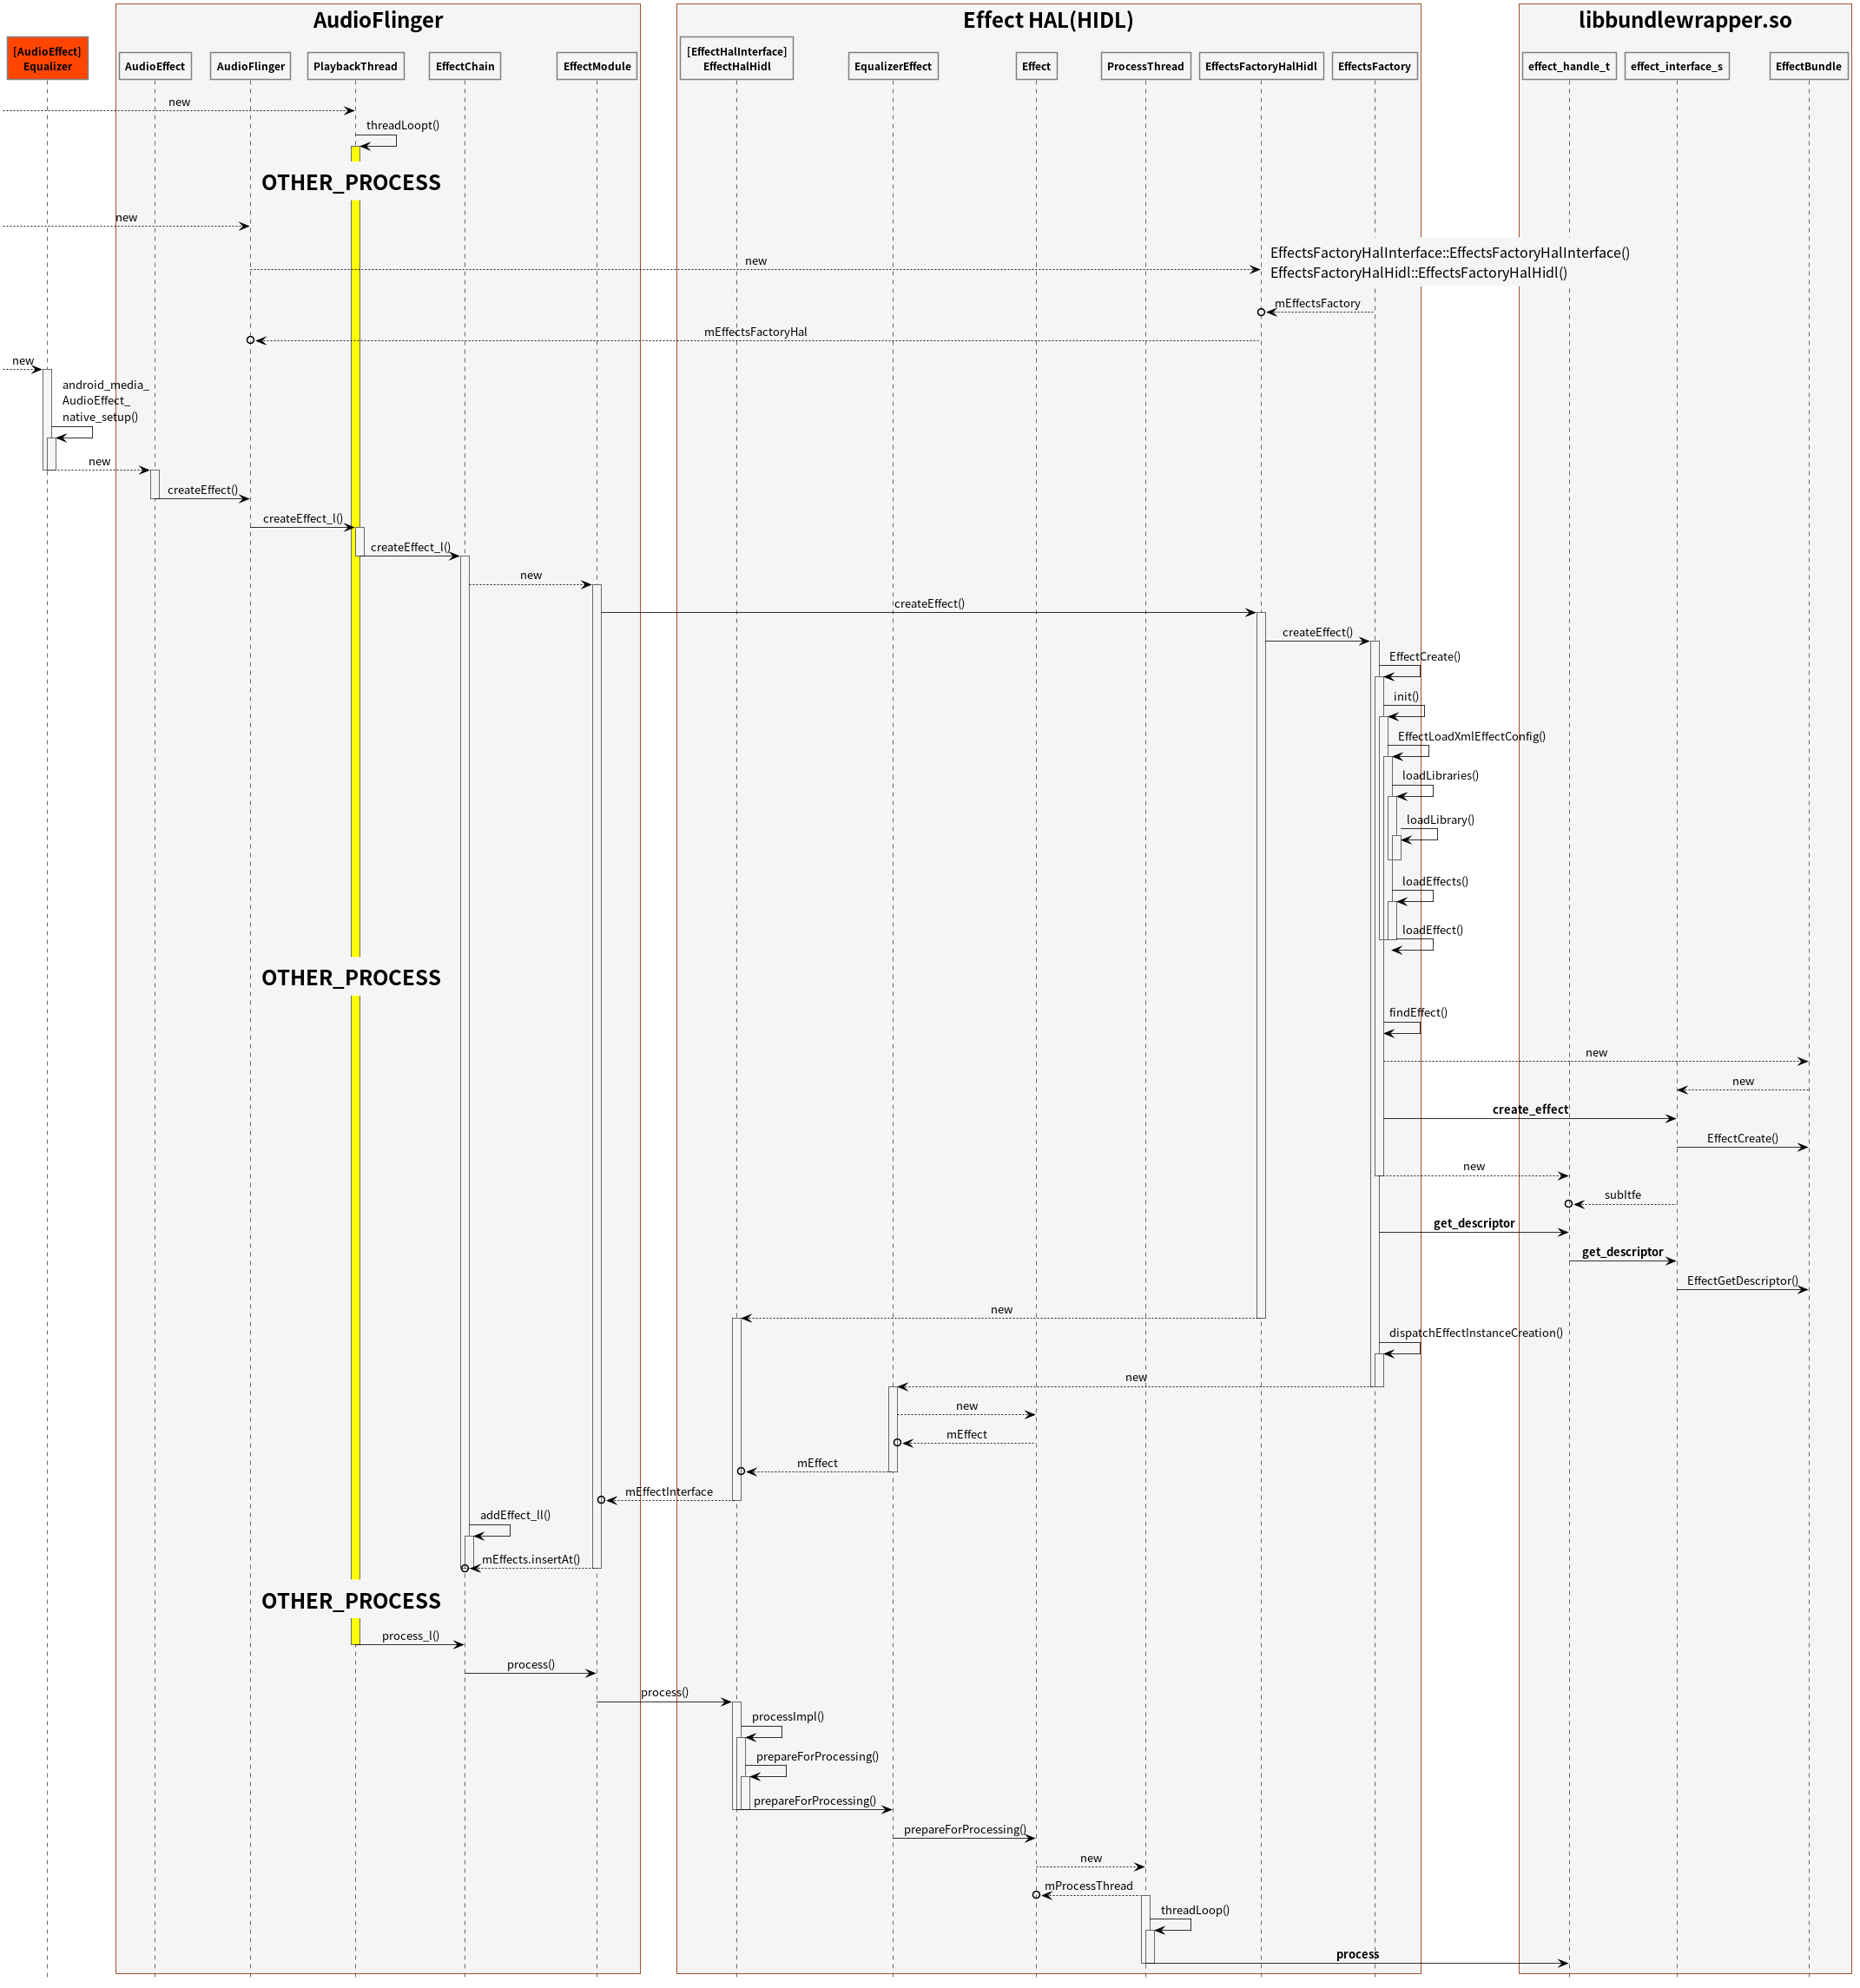 AudioFlinger
Effect HAL(HIDL)
libbundlewrapper.so
[AudioEffect]
Equalizer
AudioEffect
AudioFlinger
PlaybackThread
EffectChain
EffectModule
[EffectHalInterface]
EffectHalHidl
EqualizerEffect
Effect
ProcessThread
EffectsFactoryHalHidl
EffectsFactory
effect_handle_t
effect_interface_s
EffectBundle
new
threadLoopt()
OTHER_PROCESS
new
EffectsFactoryHalInterface::EffectsFactoryHalInterface()
EffectsFactoryHalHidl::EffectsFactoryHalHidl()
new
mEffectsFactory
mEffectsFactoryHal
new
android_media_
AudioEffect_
native_setup()
new
createEffect()
createEffect_l()
createEffect_l()
new
createEffect()
createEffect()
EffectCreate()
init()
EffectLoadXmlEffectConfig()
loadLibraries()
loadLibrary()
loadEffects()
loadEffect()
OTHER_PROCESS
findEffect()
new
new
create_effect
EffectCreate()
new
subItfe
get_descriptor
get_descriptor
EffectGetDescriptor()
new
dispatchEffectInstanceCreation()
new
new
mEffect
mEffect
mEffectInterface
addEffect_ll()
mEffects.insertAt()
OTHER_PROCESS
process_l()
process()
process()
processImpl()
prepareForProcessing()
prepareForProcessing()
prepareForProcessing()
new
mProcessThread
threadLoop()
process